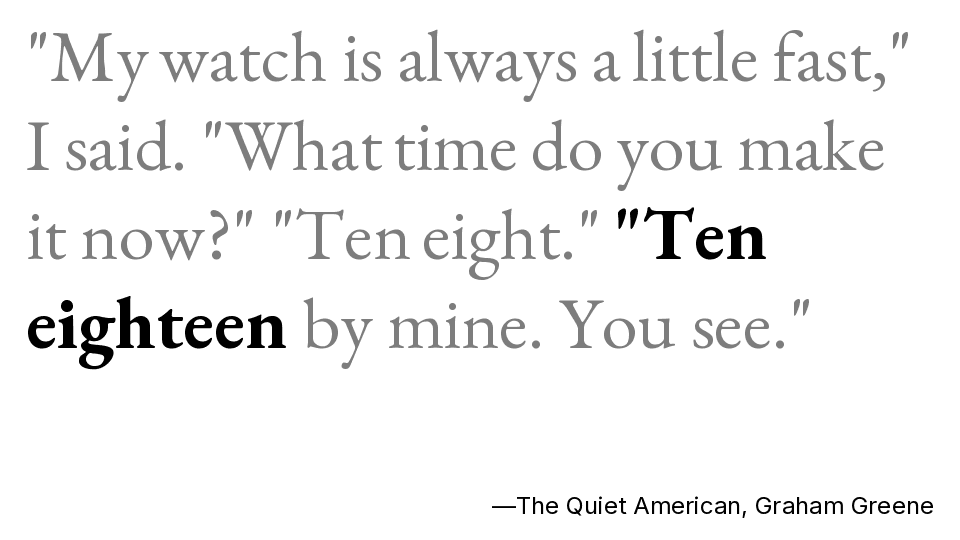 "My watch is always a little fast,"
I said. "What time do you make
it now?" "Ten eight." "Ten
eighteen by mine. You see."
—The Quiet American, Graham Greene